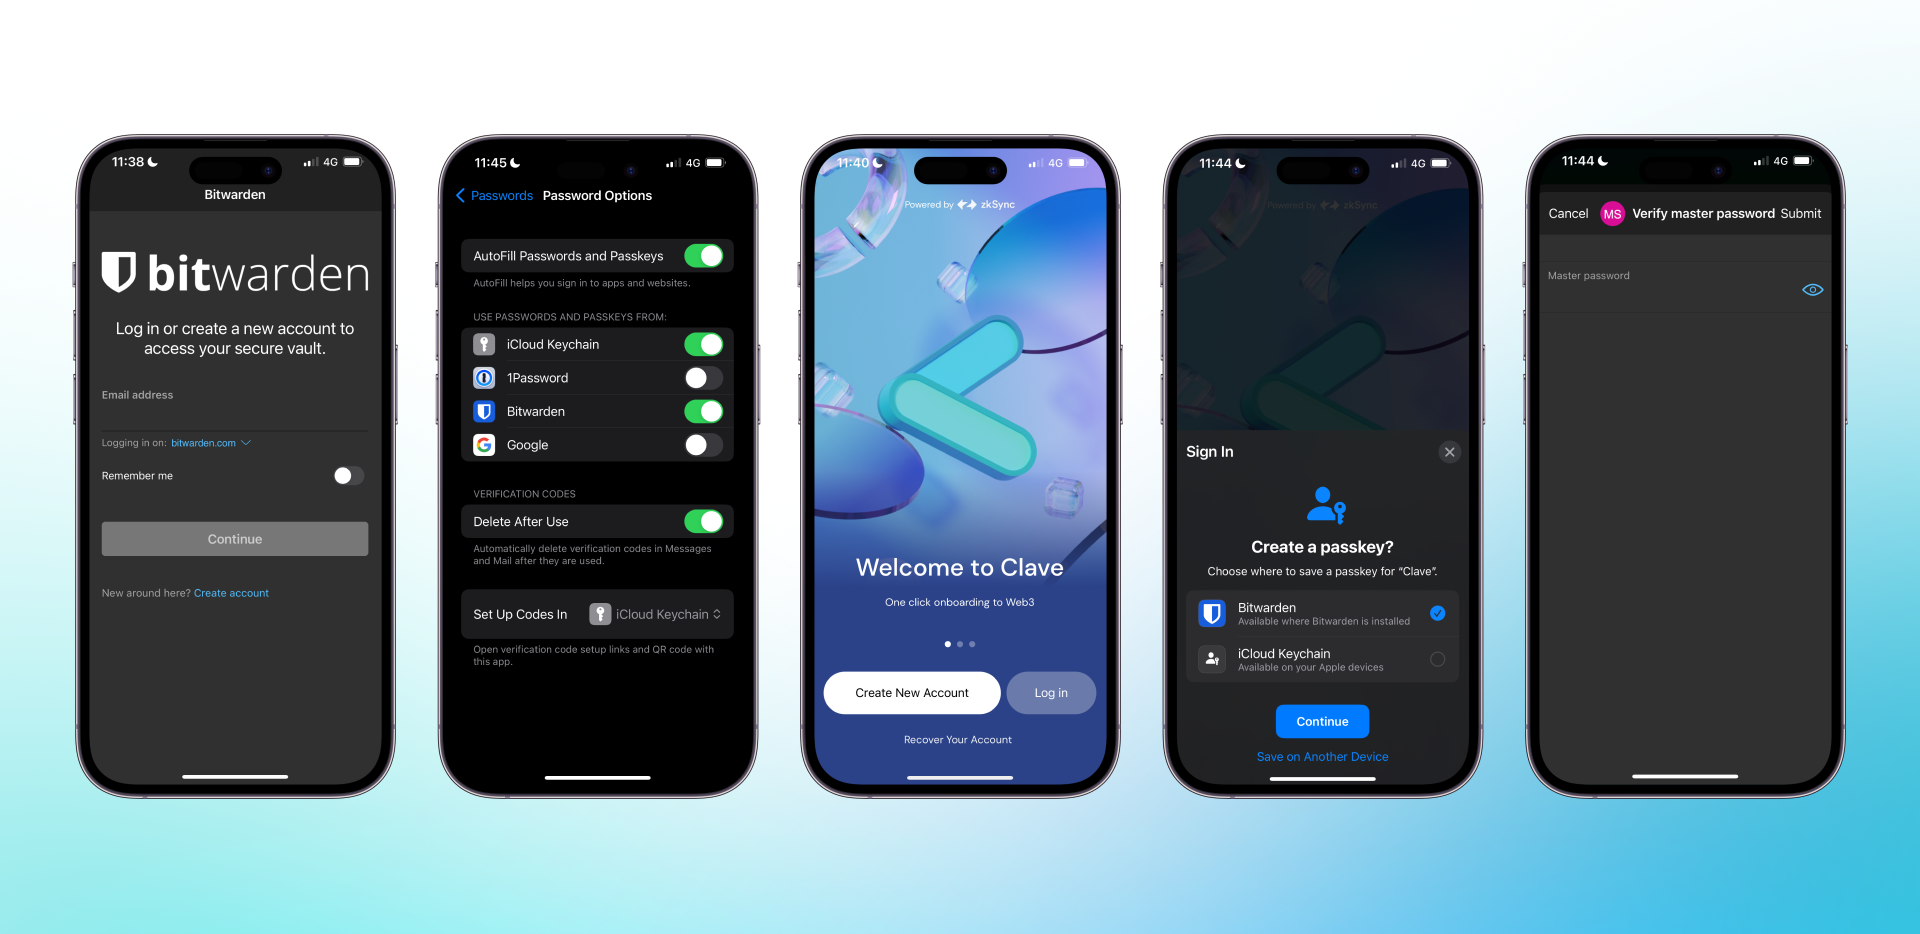 11:38
4G
Bitwarden
bitwarden
Log in or create a new account to
access your secure vault.
Email address
Logging in on: bitwarden.com
Remember me
Continue
New around here? Create account
11:45
4G
Passwords Password Options
AutoFill Passwords and Passkeys
AutoFill helps you sign in to apps and websites.
USE PASSWORDS AND PASSKEYS FROM:
iCloud Keychain
1Password
Bitwarden
Google
VERIFICATION CODES
Delete After Use
Automatically delete verification codes in Messages
and Mail after they are used.
Set Up Codes In iCloud Keychain
Open verification code setup links and QR code with
this app.
11:40
4G
Powered by zkSync
Welcome to Clave
One click onboarding to Web3
Create New Account Log in
Recover Your Account
11:44
4G
Powered by zkSync
Sign In
Create a passkey?
Choose where to save a passkey for “Clave”.
Bitwarden
Available where Bitwarden is installed
iCloud Keychain
Available on your Apple devices
Continue
Save on Another Device
11:44
4G
Cancel MS Verify master password Submit
Master password